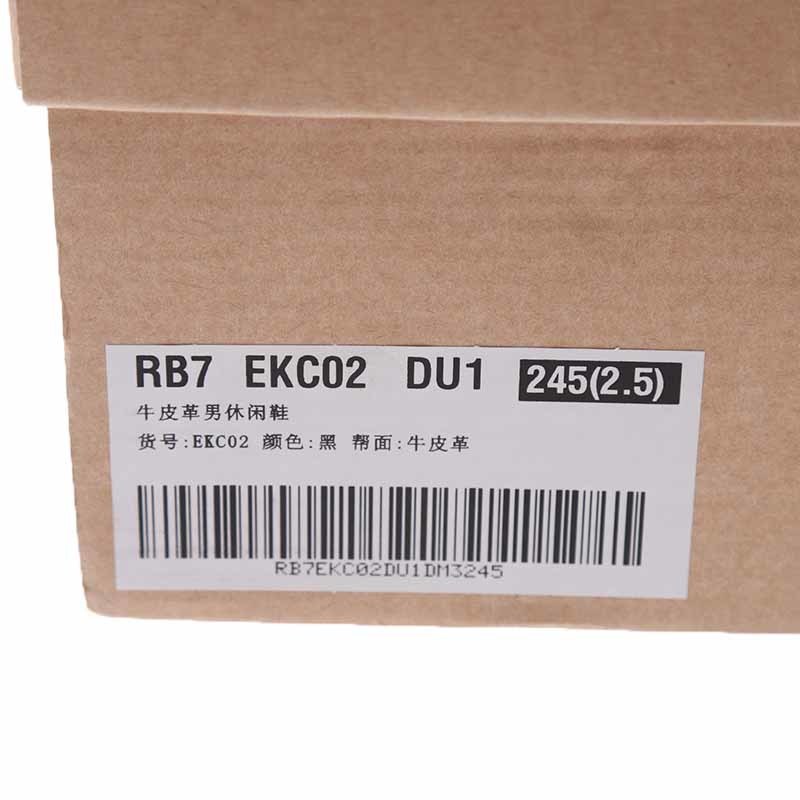 RB7 EKC02 DU1 245(2.5)
牛皮革男休闲鞋
货号:EKC02 颜色:黑 帮面:牛皮革
RB7EKC02DU1DM3245